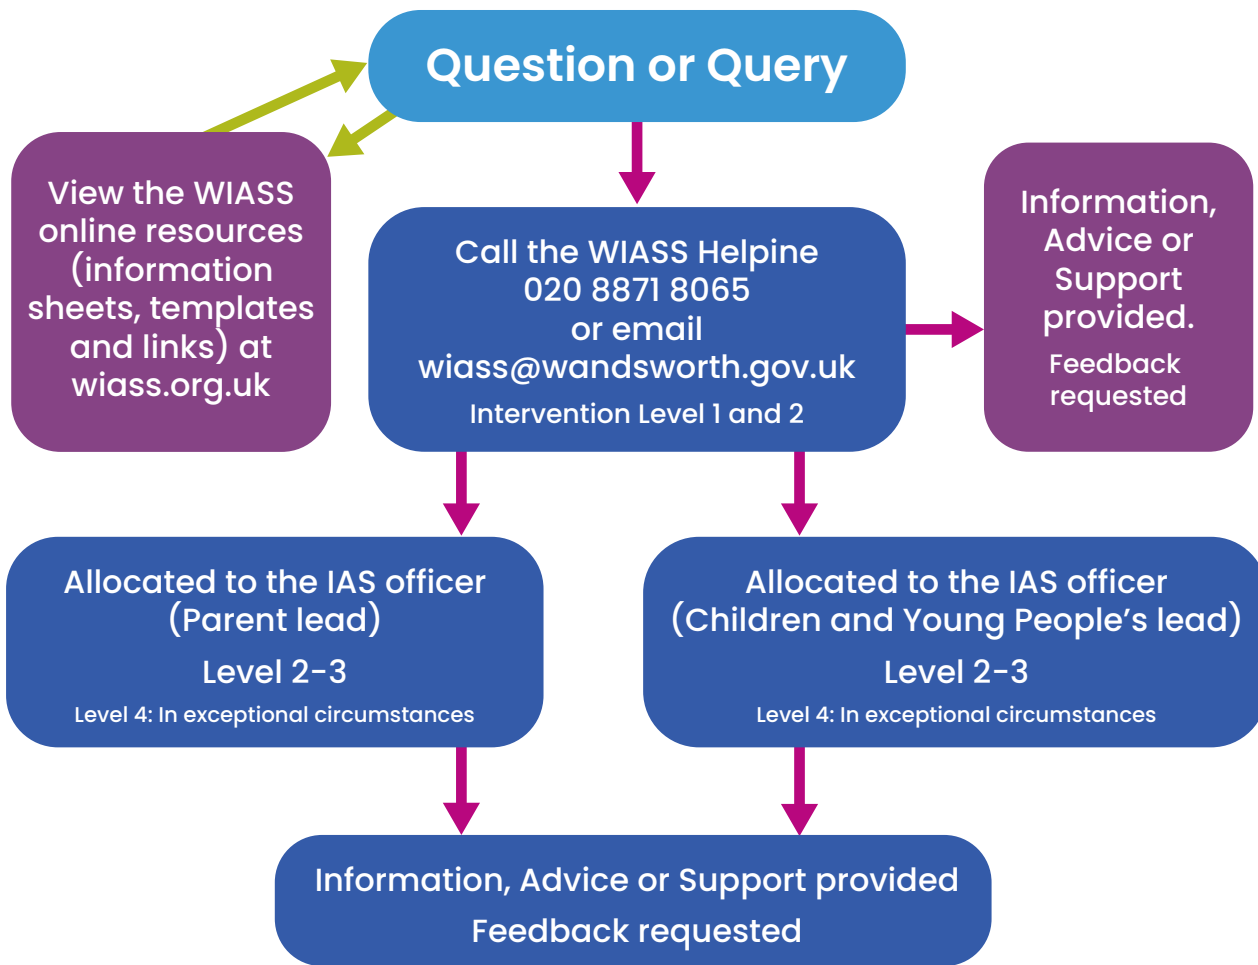 Question or Query
View the WIASS
online resources
(information
sheets, templates
and links) at
wiass.org.uk
Call the WIASS Helpine
020 8871 8065
or email
wiass@wandsworth.gov.uk
Intervention Level 1 and 2
Information,
Advice or
Support
provided.
Feedback
requested
Allocated to the IAS officer
(Parent lead)
Level 2-3
Level 4: In exceptional circumstances
Allocated to the IAS officer
(Children and Young People’s lead)
Level 2-3
Level 4: In exceptional circumstances
Information, Advice or Support provided
Feedback requested